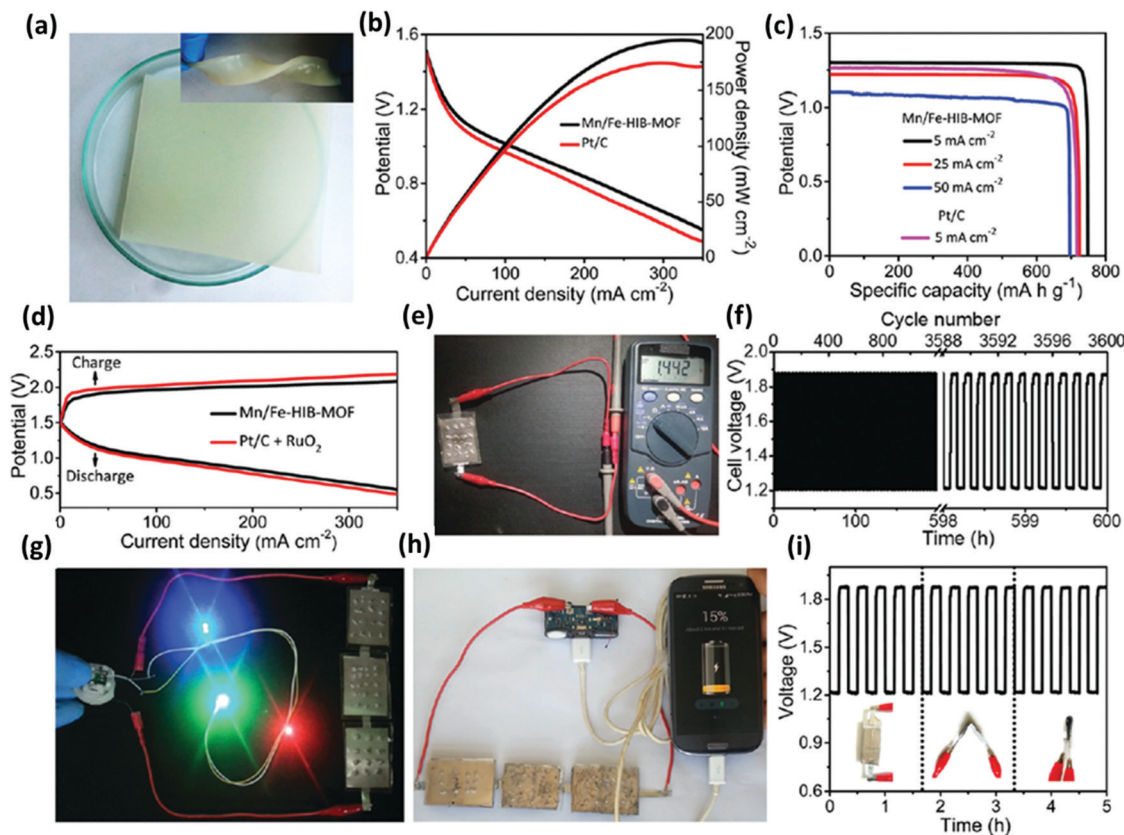 (a)
(b)
1.6
1.2
0.8
0.4
Potential (V)
Mn/Fe-HIB-MOF
Pt/C
0 100 200 300
Current density (mA cm⁻²)
200
150
100
50
0
Power density (mW cm⁻²)
(c)
1.5
1.0
0.5
0.0
Potential (V)
Mn/Fe-HIB-MOF
5 mA cm⁻²
25 mA cm⁻²
50 mA cm⁻²
Pt/C
5 mA cm⁻²
0 200 400 600 800
Specific capacity (mA h g⁻¹)
(d)
2.5
2.0
1.5
1.0
0.5
Potential (V)
Charge
Mn/Fe-HIB-MOF
Pt/C + RuO₂
Discharge
0 100 200 300
Current density (mA cm⁻²)
(e)
1.442
(f)
Cycle number
0 400 800 3588 3592 3596 3600
2.0
1.8
1.6
1.4
1.2
Cell voltage (V)
0 100 598 599 600
Time (h)
(g)
(h)
SAMSUNG
15%
(i)
1.8
1.5
1.2
0.9
0.6
Voltage (V)
0 1 2 3 4 5
Time (h)